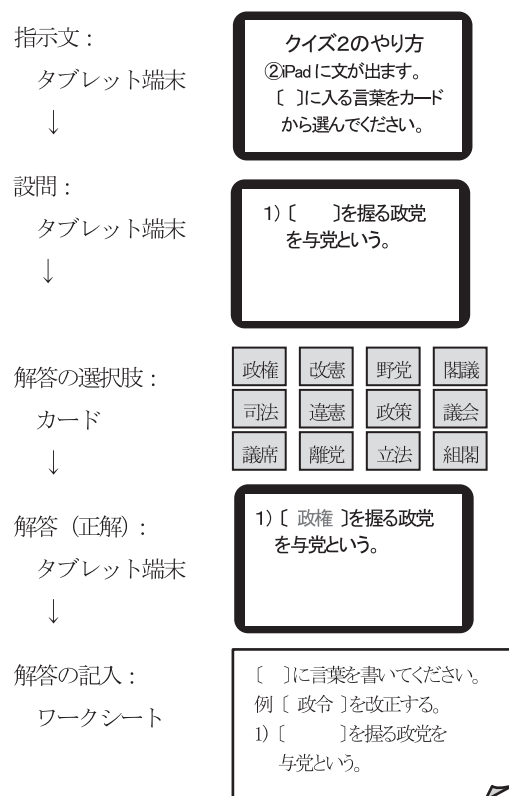 指示文：
タブレット端末
↓
クイズ2のやり方
②iPadに文が出ます。
〔　〕に入る言葉をカード
から選んでください。
設問：
タブレット端末
↓
1)〔　　〕を握る政党
を与党という。
解答の選択肢：
カード
↓
政権 改憲 野党 閣議
司法 違憲 政策 議会
議席 離党 立法 組閣
解答（正解）：
タブレット端末
↓
1)〔 政権 〕を握る政党
を与党という。
解答の記入：
ワークシート
〔　〕に言葉を書いてください。
例〔 政令 〕を改正する。
1)〔　　　〕を握る政党を
与党という。